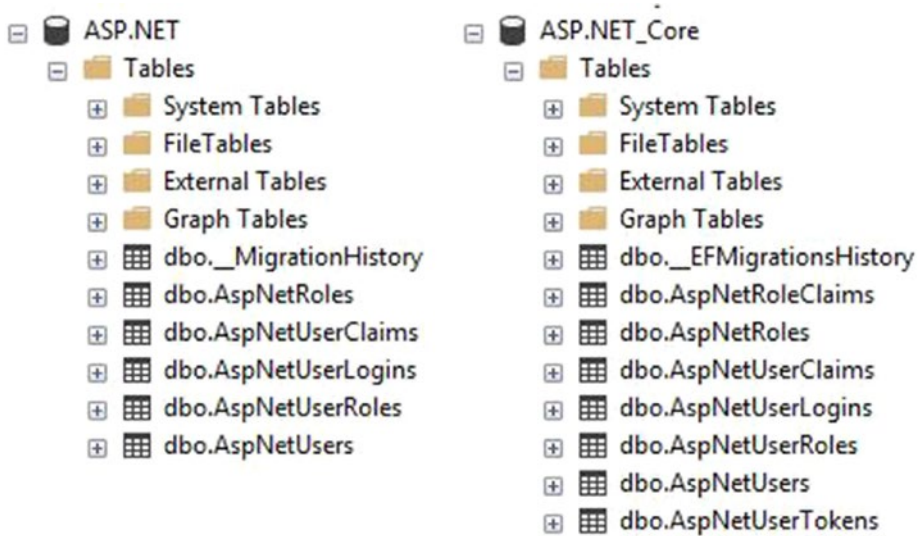 ASP.NET
Tables
System Tables
FileTables
External Tables
Graph Tables
dbo.__MigrationHistory
dbo.AspNetRoles
dbo.AspNetUserClaims
dbo.AspNetUserLogins
dbo.AspNetUserRoles
dbo.AspNetUsers
ASP.NET_Core
Tables
System Tables
FileTables
External Tables
Graph Tables
dbo.__EFMigrationsHistory
dbo.AspNetRoleClaims
dbo.AspNetRoles
dbo.AspNetUserClaims
dbo.AspNetUserLogins
dbo.AspNetUserRoles
dbo.AspNetUsers
dbo.AspNetUserTokens